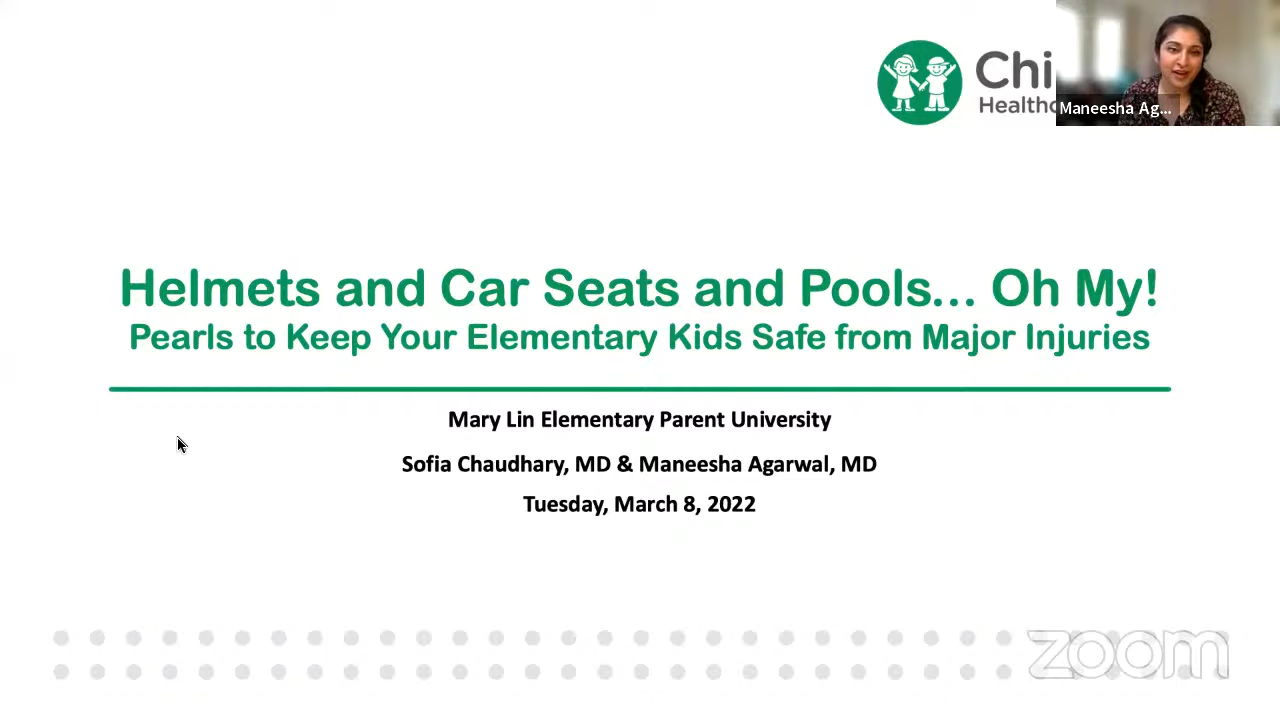 Chi
Healthc
Maneesha Ag...
Helmets and Car Seats and Pools... Oh My!
Pearls to Keep Your Elementary Kids Safe from Major Injuries
Mary Lin Elementary Parent University
Sofia Chaudhary, MD & Maneesha Agarwal, MD
Tuesday, March 8, 2022
zoom